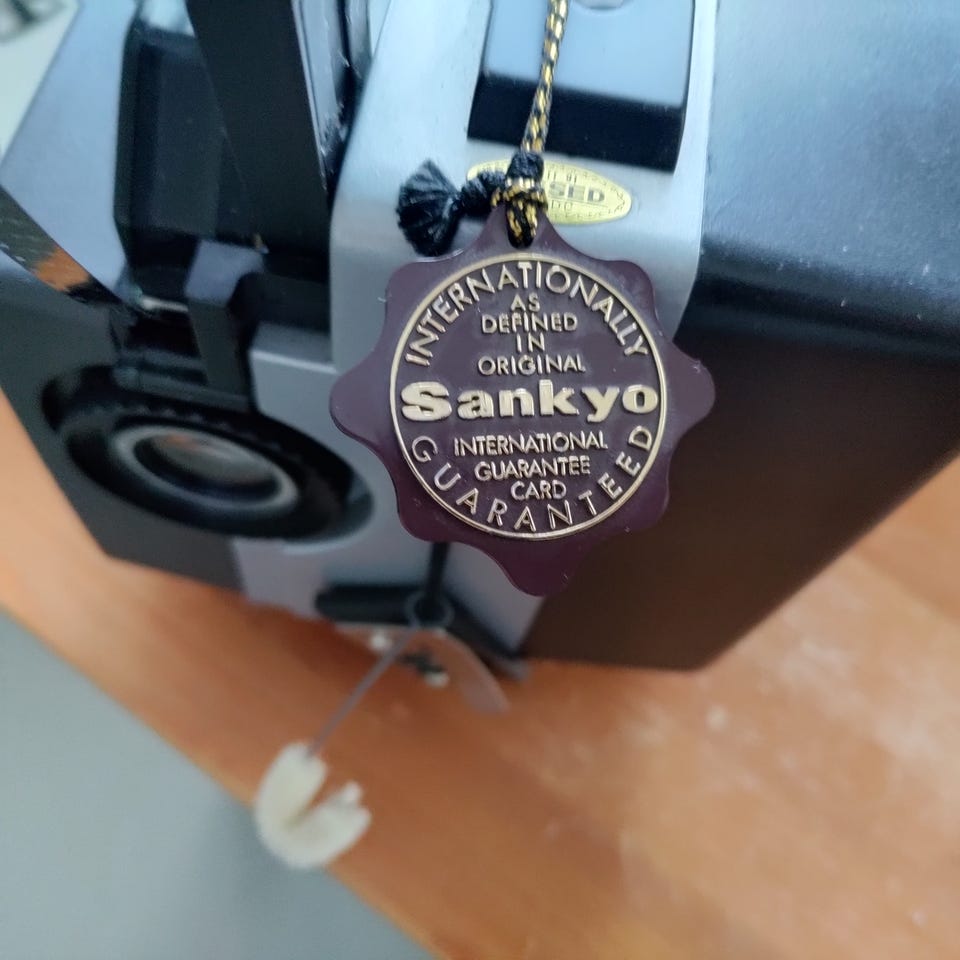 INTERNATIONALLY
AS
DEFINED
IN
ORIGINAL
Sankyo
INTERNATIONAL
GUARANTEE
CARD
GUARANTEED